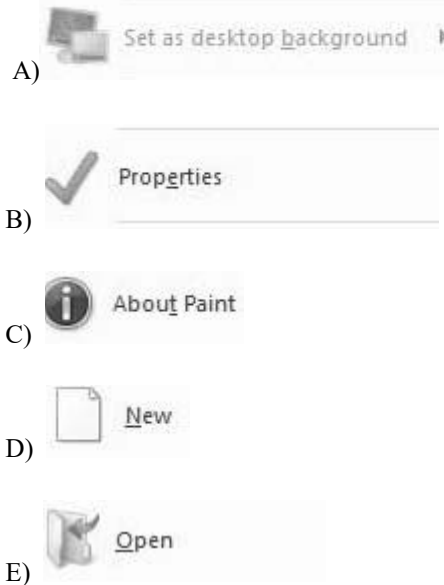 A) Set as desktop background
B) Properties
C) About Paint
D) New
E) Open